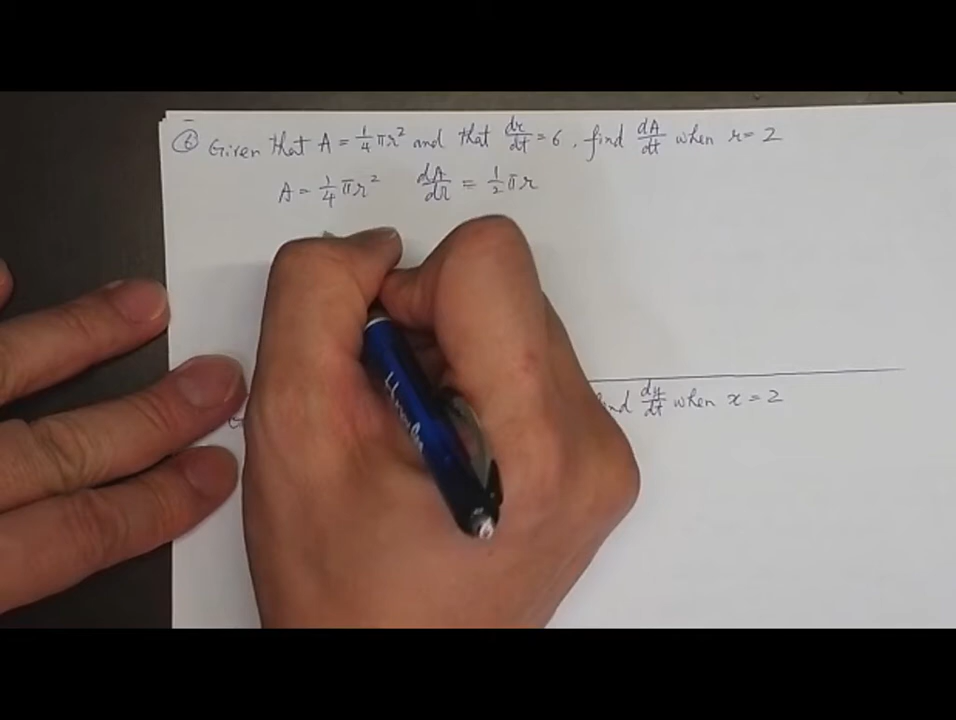 ⑥ Given that A = 1/4 πr² and that dr/dt = 6, find dA/dt when r = 2
A = 1/4 πr² dA/dr = 1/2 πr
find dy/dt when x = 2